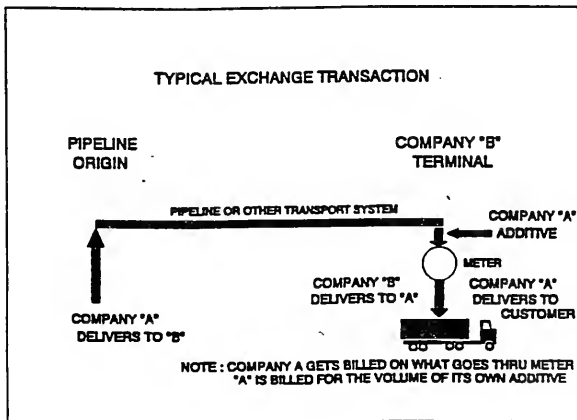 TYPICAL EXCHANGE TRANSACTION
PIPELINE
ORIGIN
COMPANY "B"
TERMINAL
PIPELINE OR OTHER TRANSPORT SYSTEM
COMPANY "A"
ADDITIVE
METER
COMPANY "B"
DELIVERS TO "A"
COMPANY "A"
DELIVERS TO
CUSTOMER
COMPANY "A"
DELIVERS TO "B"
NOTE : COMPANY A GETS BILLED ON WHAT GOES THRU METER
"A" IS BILLED FOR THE VOLUME OF ITS OWN ADDITIVE